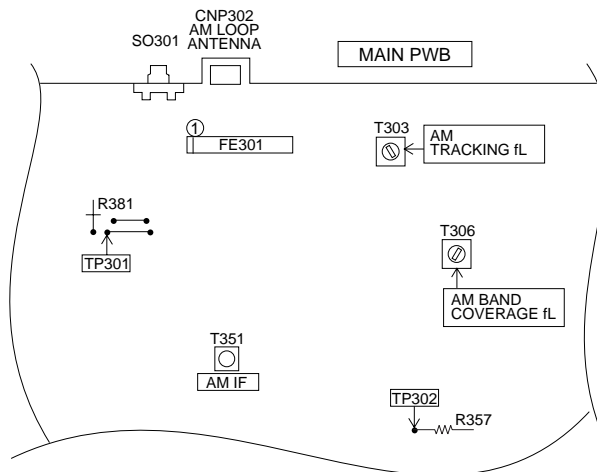 CNP302
AM LOOP
ANTENNA
SO301
MAIN PWB
1
FE301
T303
AM
TRACKING fL
R381
TP301
T306
AM BAND
COVERAGE fL
T351
AM IF
TP302
R357